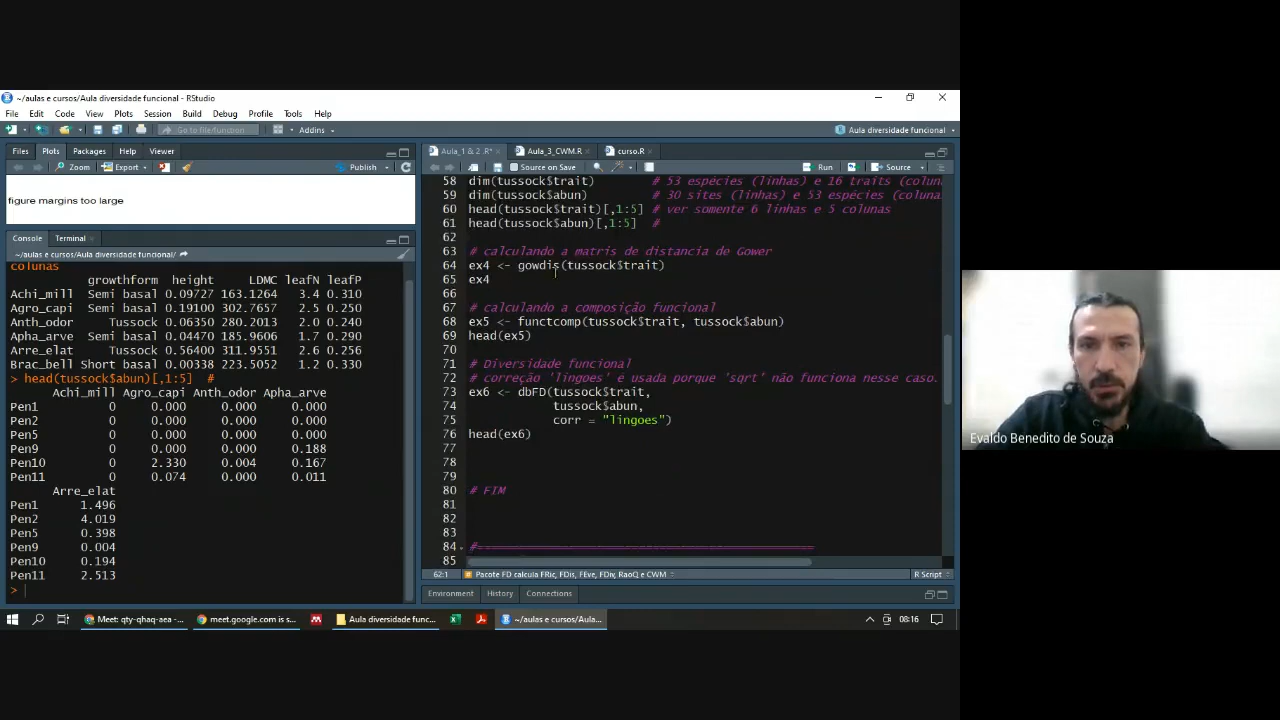 ~/aulas e cursos/Aula diversidade funcional - RStudio
File Edit Code View Plots Session Build Debug Profile Tools Help
Go to file/function Addins Aula diversidade funcional
Files Plots Packages Help Viewer
Zoom Export Publish
figure margins too large
Console Terminal
~/aulas e cursos/Aula diversidade funcional/
colunas
growthform height LDMC leafN leafP
Achi_mill Semi basal 0.09727 163.1264 3.4 0.310
Agro_capi Semi basal 0.19100 302.7657 2.5 0.250
Anth_odor Tussock 0.06350 280.2013 2.0 0.240
Apha_arve Semi basal 0.04470 185.9606 1.7 0.290
Arre_elat Tussock 0.56400 311.9551 2.6 0.256
Brac_bell Short basal 0.00338 223.5052 1.2 0.330
> head(tussock$abun)[,1:5] #
Achi_mill Agro_capi Anth_odor Apha_arve
Pen1 0 0.000 0.000 0.000
Pen2 0 0.000 0.000 0.000
Pen5 0 0.000 0.000 0.000
Pen9 0 0.000 0.000 0.188
Pen10 0 2.330 0.004 0.167
Pen11 0 0.074 0.000 0.011
Arre_elat
Pen1 1.496
Pen2 4.019
Pen5 0.398
Pen9 0.004
Pen10 0.194
Pen11 2.513
>
Aula_1 & 2 .R* Aula_3_CWM.R curso.R
Source on Save Run Source
58 dim(tussock$trait) # 53 espécies (linhas) e 16 traits (colun
59 dim(tussock$abun) # 30 sites (linhas) e 53 espécies (coluna
60 head(tussock$trait)[,1:5] # ver somente 6 linhas e 5 colunas
61 head(tussock$abun)[,1:5] #
62
63 # calculando a matris de distancia de Gower
64 ex4 <- gowdis(tussock$trait)
65 ex4
66
67 # calculando a composição funcional
68 ex5 <- functcomp(tussock$trait, tussock$abun)
69 head(ex5)
70
71 # Diversidade funcional
72 # correção 'lingoes' é usada porque 'sqrt' não funciona nesse caso.
73 ex6 <- dbFD(tussock$trait,
74 tussock$abun,
75 corr = "lingoes")
76 head(ex6)
77
78
79
80 # FIM
81
82
83
84 #================================================
85
62:1 Pacote FD calcula FRic, FDis, FEve, FDiv, RaoQ e CWM R Script
Environment History Connections
Meet: qty-qhaq-aea -... meet.google.com is s... Aula diversidade func... ~/aulas e cursos/Aula... 08:16
Evaldo Benedito de Souza